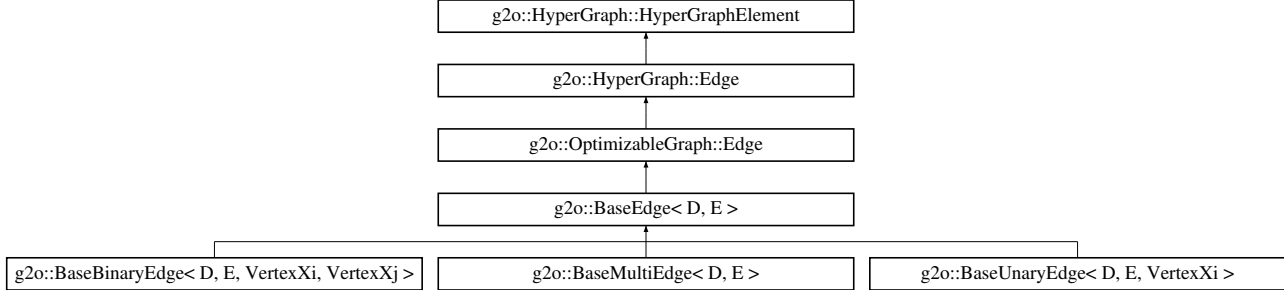 g2o::HyperGraph::HyperGraphElement
g2o::HyperGraph::Edge
g2o::OptimizableGraph::Edge
g2o::BaseEdge< D, E >
g2o::BaseBinaryEdge< D, E, VertexXi, VertexXj >
g2o::BaseMultiEdge< D, E >
g2o::BaseUnaryEdge< D, E, VertexXi >